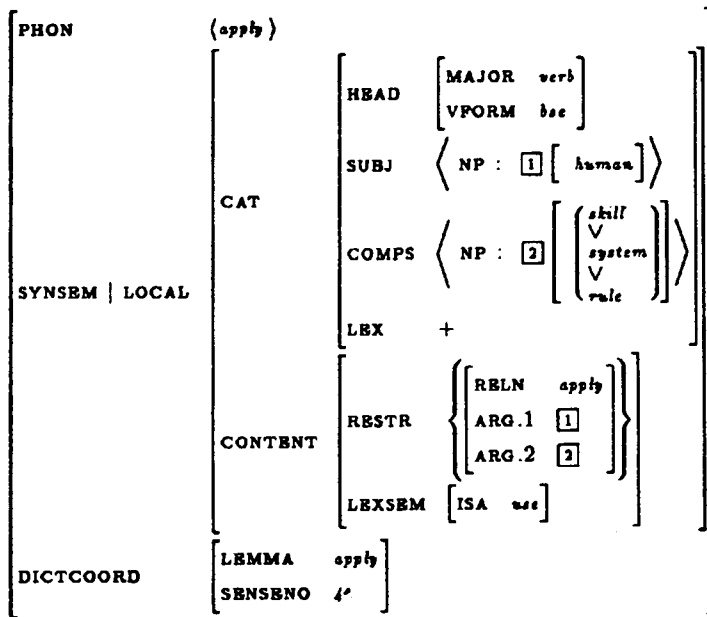 PHON ⟨apply⟩
HEAD [MAJOR verb
VFORM bse]
SUBJ ⟨ NP : [1] [ human ] ⟩
CAT
COMPS ⟨ NP : [2] [ ( skill
∨
system
∨
rule ) ] ⟩
SYNSEM | LOCAL
LEX +
RESTR { [ RELN apply
ARG.1 [1]
ARG.2 [2] ] }
CONTENT
LEXSEM [ISA use]
DICTCOORD [LEMMA apply
SENSENO 4a]